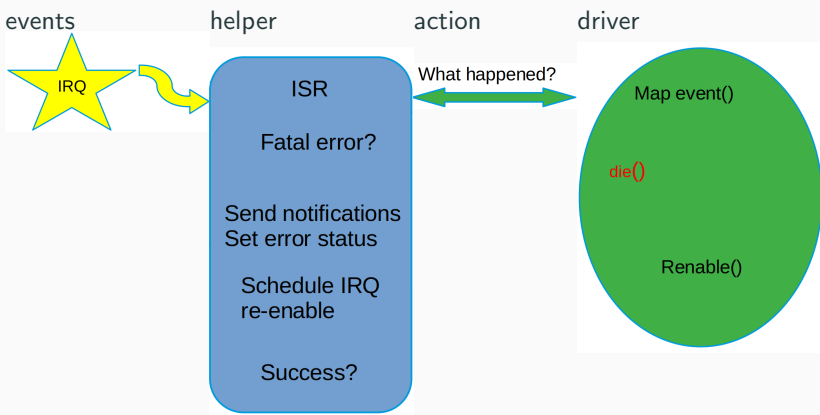 events
helper
action
driver
IRQ
ISR
What happened?
Map event()
Fatal error?
die()
Send notifications
Set error status
Renable()
Schedule IRQ
re-enable
Success?